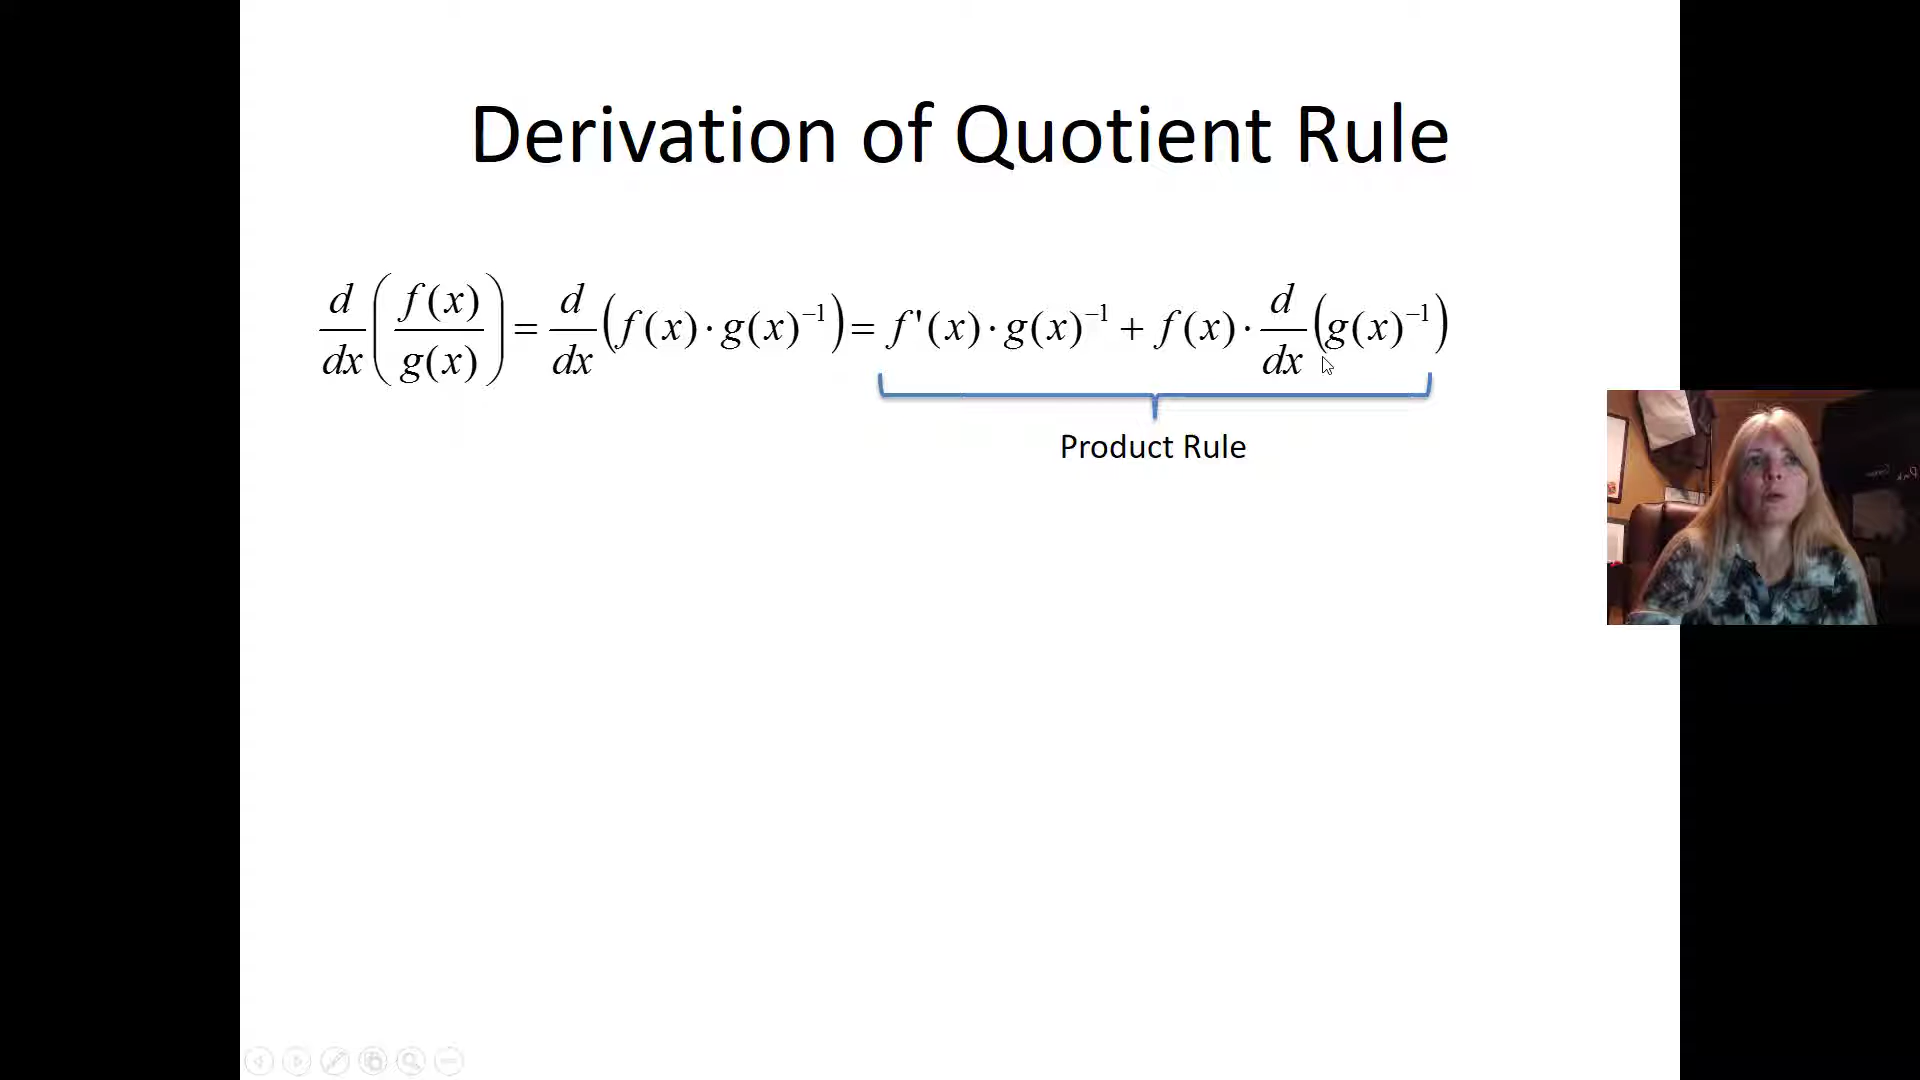 Derivation of Quotient Rule
d/dx (f(x)/g(x)) = d/dx (f(x)·g(x)⁻¹) = f'(x)·g(x)⁻¹ + f(x)·d/dx (g(x)⁻¹)
Product Rule